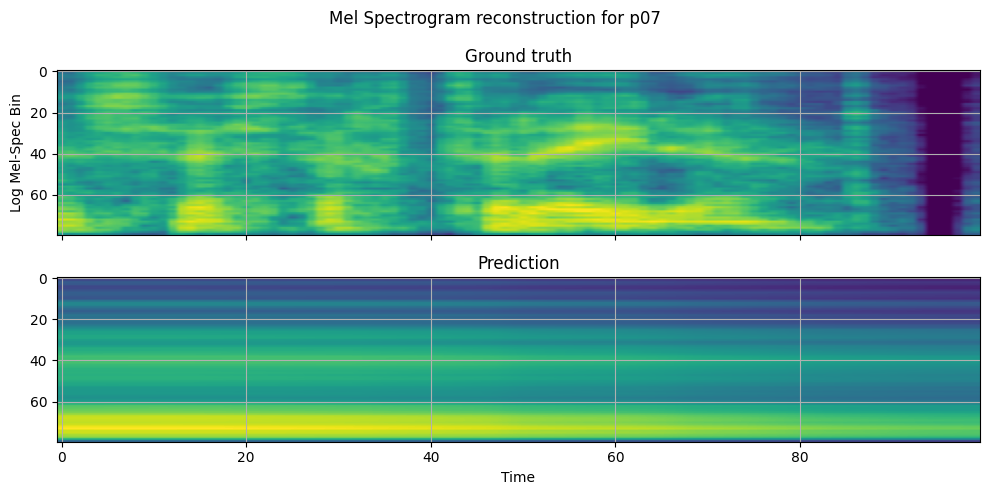 Mel Spectrogram reconstruction for p07
Ground truth
0
20
40
60
Log Mel-Spec Bin
Prediction
0
20
40
60
0 20 40 60 80
Time